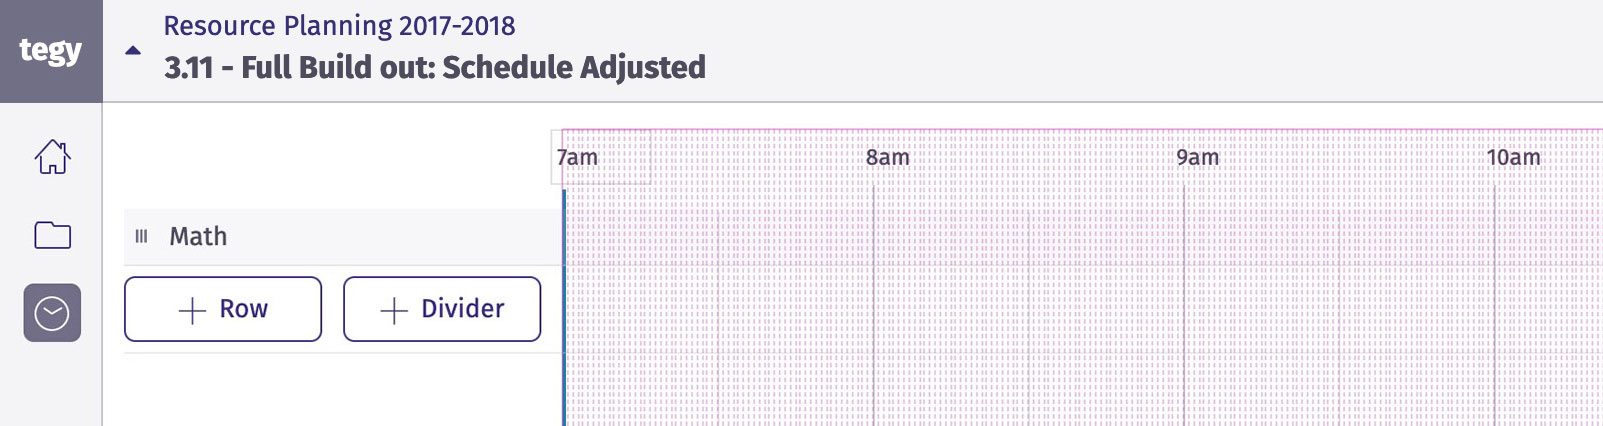 tegy
Resource Planning 2017-2018
3.11 - Full Build out: Schedule Adjusted
7am 8am 9am 10am
Math
Row Divider